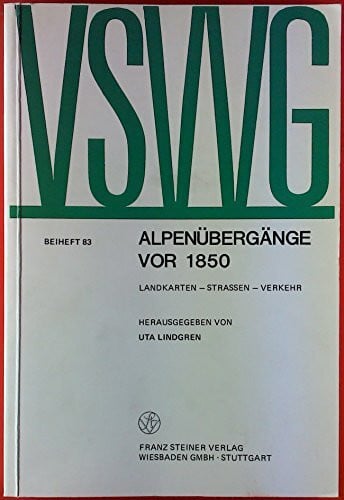 VSWG
BEIHEFT 83
ALPENÜBERGÄNGE
VOR 1850
LANDKARTEN – STRASSEN – VERKEHR
HERAUSGEGEBEN VON
UTA LINDGREN
FRANZ STEINER VERLAG
WIESBADEN GMBH · STUTTGART